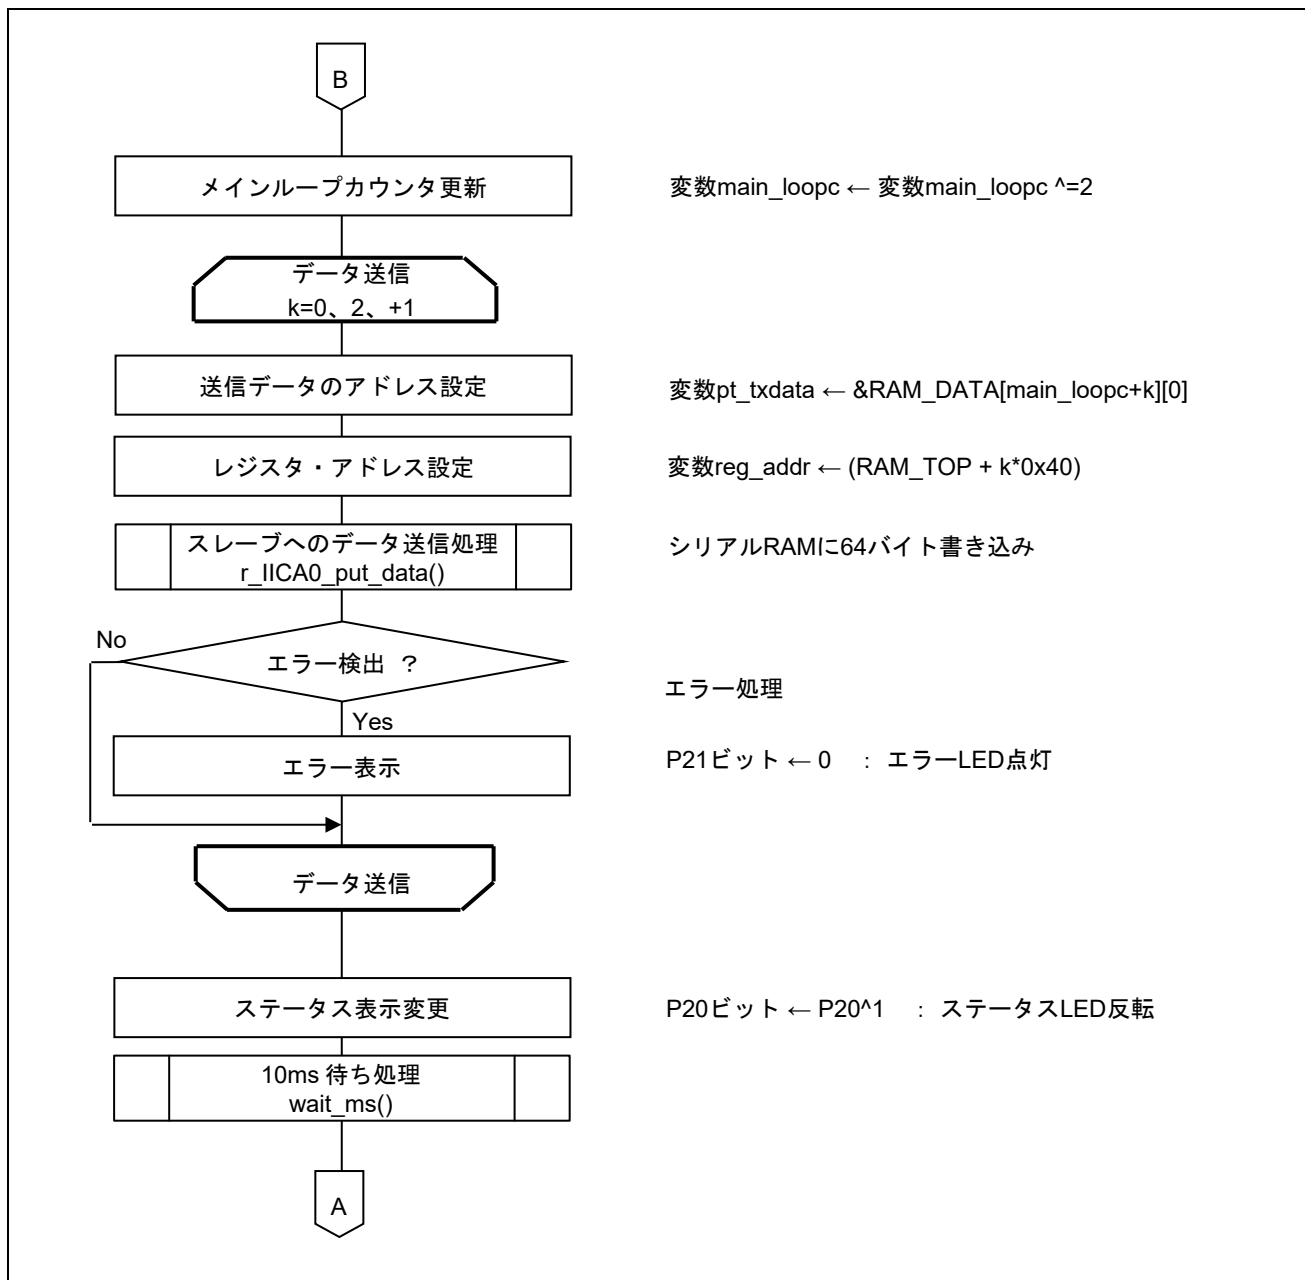 B
メインループカウンタ更新
変数main_loopc ← 変数main_loopc ^=2
データ送信
k=0、2、+1
送信データのアドレス設定
変数pt_txdata ← &RAM_DATA[main_loopc+k][0]
レジスタ・アドレス設定
変数reg_addr ← (RAM_TOP + k*0x40)
スレーブへのデータ送信処理
r_IICA0_put_data()
シリアルRAMに64バイト書き込み
No
エラー検出 ？
エラー処理
Yes
エラー表示
P21ビット ← 0 : エラーLED点灯
データ送信
ステータス表示変更
P20ビット ← P20^1 : ステータスLED反転
10ms 待ち処理
wait_ms()
A